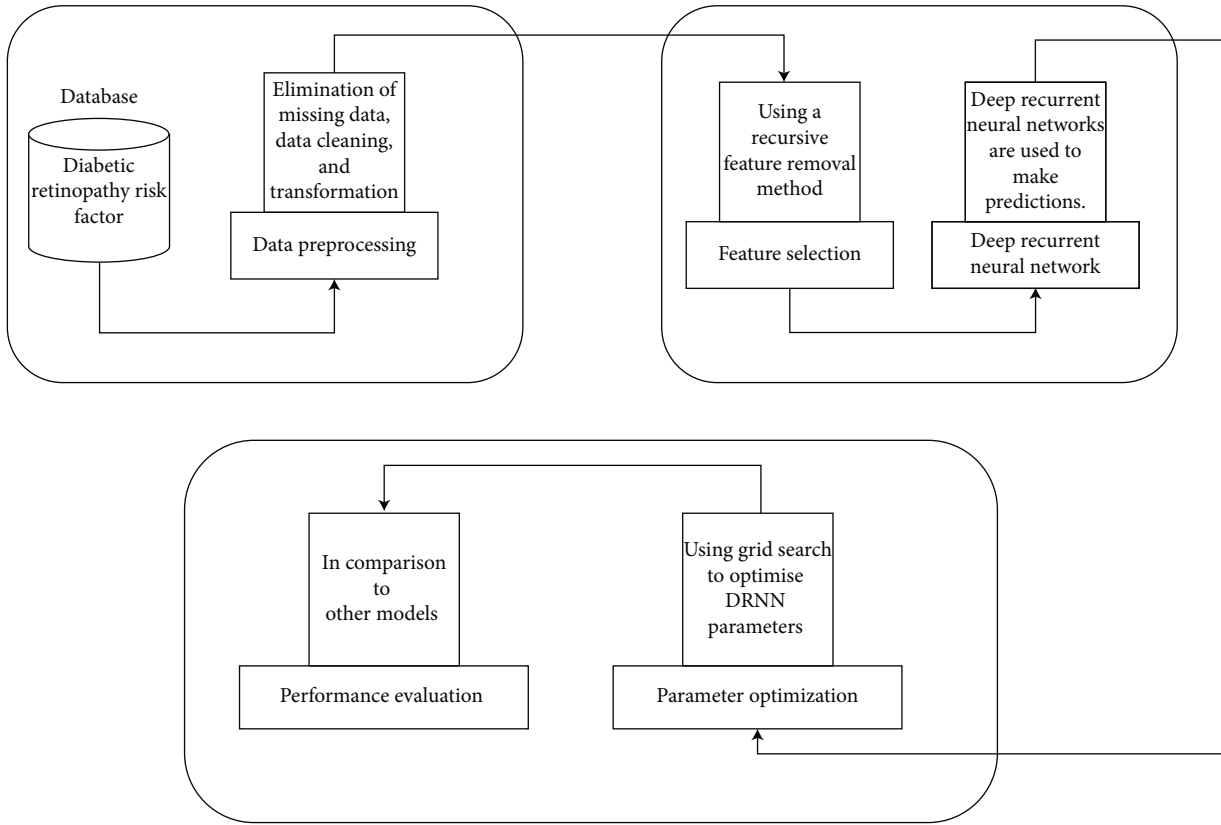 Database
Diabetic
retinopathy risk
factor
Elimination of
missing data,
data cleaning,
and
transformation
Data preprocessing
Using a
recursive
feature removal
method
Feature selection
Deep recurrent
neural networks
are used to
make
predictions.
Deep recurrent
neural network
In comparison
to
other models
Performance evaluation
Using grid search
to optimise
DRNN
parameters
Parameter optimization